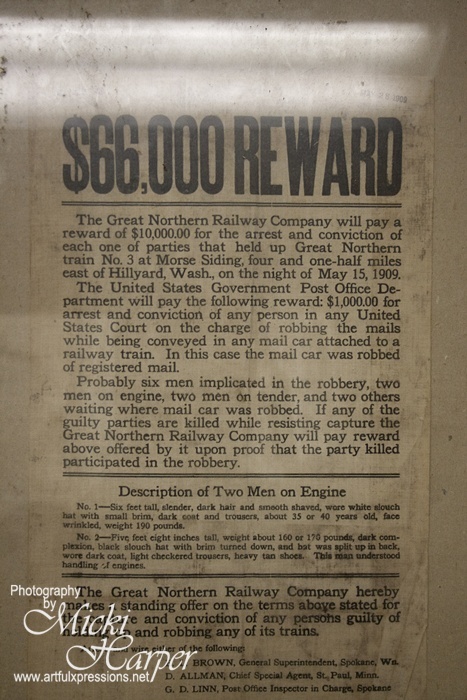 $66,000 REWARD
The Great Northern Railway Company will pay a
reward of $10,000.00 for the arrest and conviction of
each one of parties that held up Great Northern
train No. 3 at Morse Siding, four and one-half miles
east of Hillyard, Wash., on the night of May 15, 1909.
The United States Government Post Office De-
partment will pay the following reward: $1,000.00 for
arrest and conviction of any person in any United
States Court on the charge of robbing the mails
while being conveyed in any mail car attached to a
railway train. In this case the mail car was robbed
of registered mail.
Probably six men implicated in the robbery, two
men on engine, two men on tender, and two others
waiting where mail car was robbed. If any of the
guilty parties are killed while resisting capture the
Great Northern Railway Company will pay reward
above offered by it upon proof that the party killed
participated in the robbery.
Description of Two Men on Engine
No. 1—Six feet tall, slender, dark hair and smooth shaved, wore white slouch
hat with small brim, dark coat and trousers, about 35 or 40 years old, face
wrinkled, weight 190 pounds.
No. 2—Five feet eight inches tall, weight about 160 or 170 pounds, dark com-
plexion, black slouch hat with brim turned down, and hat was split up in back,
wore dark coat, light checkered trousers, heavy tan shoes. This man understood
handling of engines.
The Great Northern Railway Company hereby
makes a standing offer on the terms above stated for
the and conviction of any persons guilty of
and robbing any of its trains.
wire either of the following:
BROWN, General Superintendent, Spokane, Wn.
D. ALLMAN, Chief Special Agent, St. Paul, Minn.
G. D. LINN, Post Office Inspector in Charge, Spokane
Photography
by
Micki
Harper
www.artfulxpressions.net